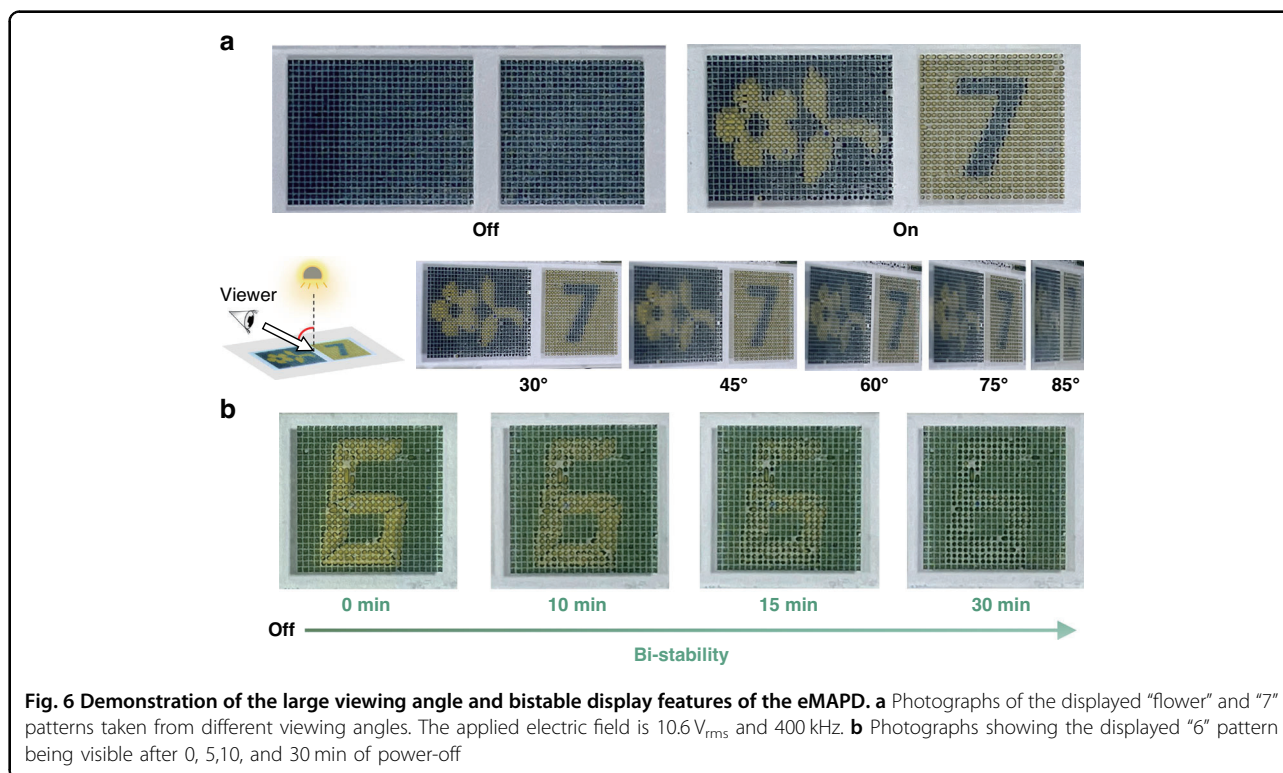 a
Off
On
Viewer
7
30°
45°
60°
75°
85°
b
0 min
10 min
15 min
30 min
Off
Bi-stability
Fig. 6 Demonstration of the large viewing angle and bistable display features of the eMAPD. a Photographs of the displayed “flower” and “7”
patterns taken from different viewing angles. The applied electric field is 10.6 Vrms and 400 kHz. b Photographs showing the displayed “6” pattern
being visible after 0, 5,10, and 30 min of power-off